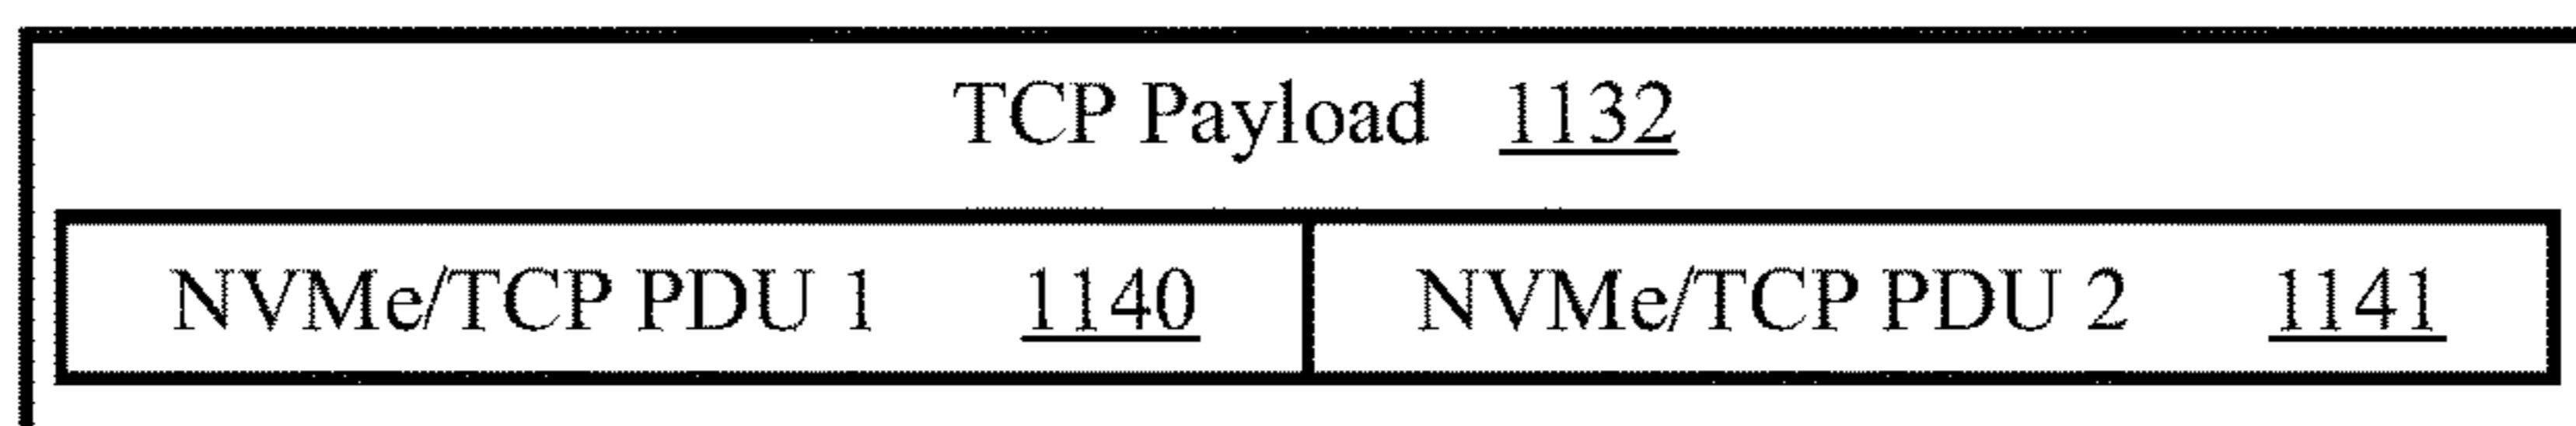 TCP Payload 1132
NVMe/TCP PDU 1 1140 NVMe/TCP PDU 2 1141